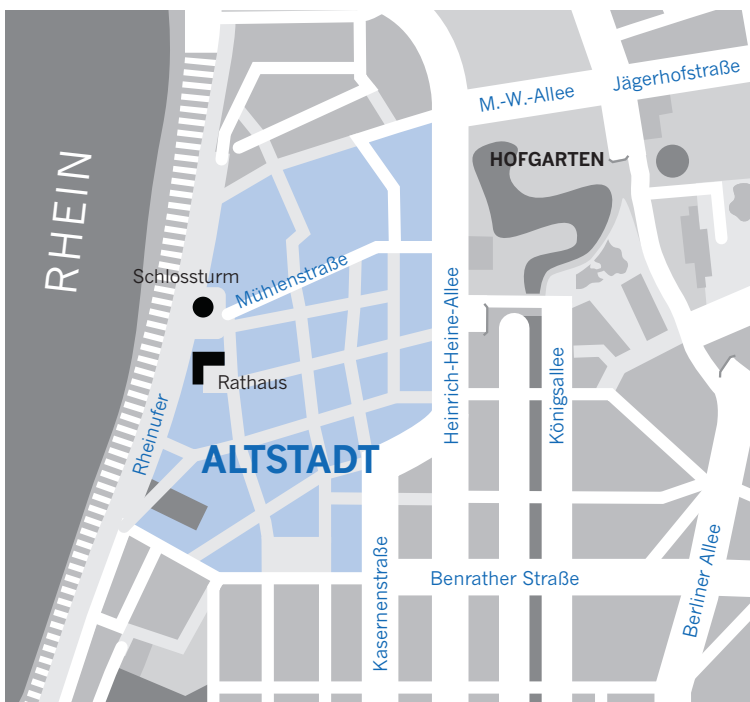 M.-W.-Allee
Jägerhofstraße
HOFGARTEN
RHEIN
Schlossturm
Mühlenstraße
Rathaus
Heinrich-Heine-Allee
Königsallee
Rheinufer
ALTSTADT
Kasernenstraße
Benrather Straße
Berliner Allee